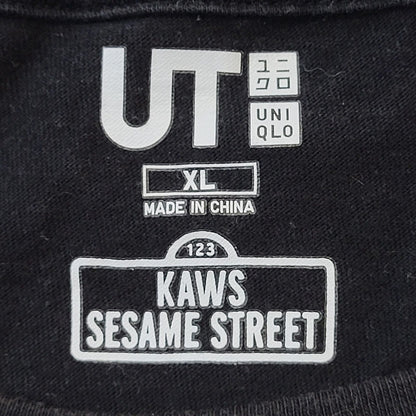 UT
ユニ
クロ
UNI
QLO
XL
MADE IN CHINA
123
KAWS
SESAME STREET